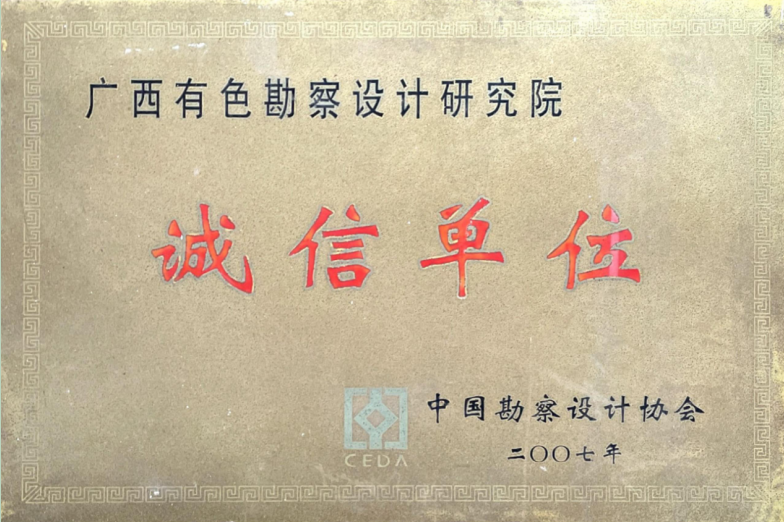 广西有色勘察设计研究院
诚信单位
中国勘察设计协会
CEDA
二〇〇七年